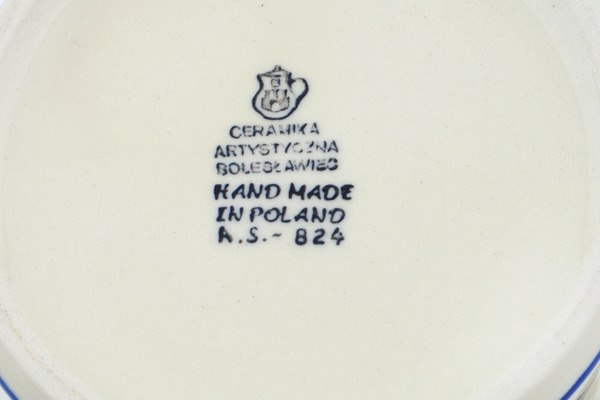 CERAMIKA
ARTYSTYCZNA
BOLESŁAWIEC
HAND MADE
IN POLAND
A.S.- 824